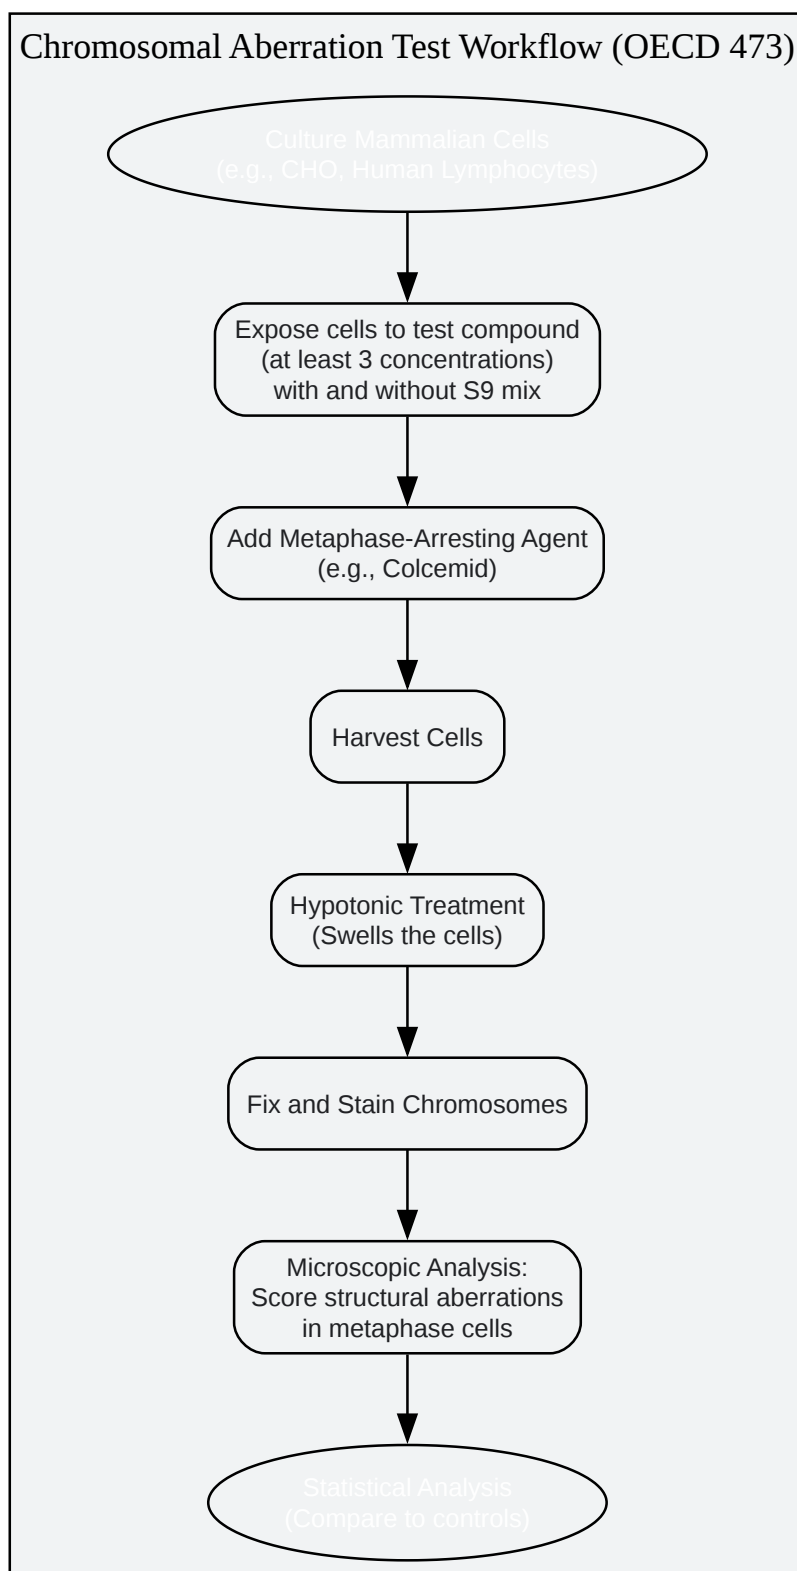 Chromosomal Aberration Test Workflow (OECD 473)
Culture Mammalian Cells
(e.g., CHO, Human Lymphocytes)
Expose cells to test compound
(at least 3 concentrations)
with and without S9 mix
Add Metaphase-Arresting Agent
(e.g., Colcemid)
Harvest Cells
Hypotonic Treatment
(Swells the cells)
Fix and Stain Chromosomes
Microscopic Analysis:
Score structural aberrations
in metaphase cells
Statistical Analysis
(Compare to controls)